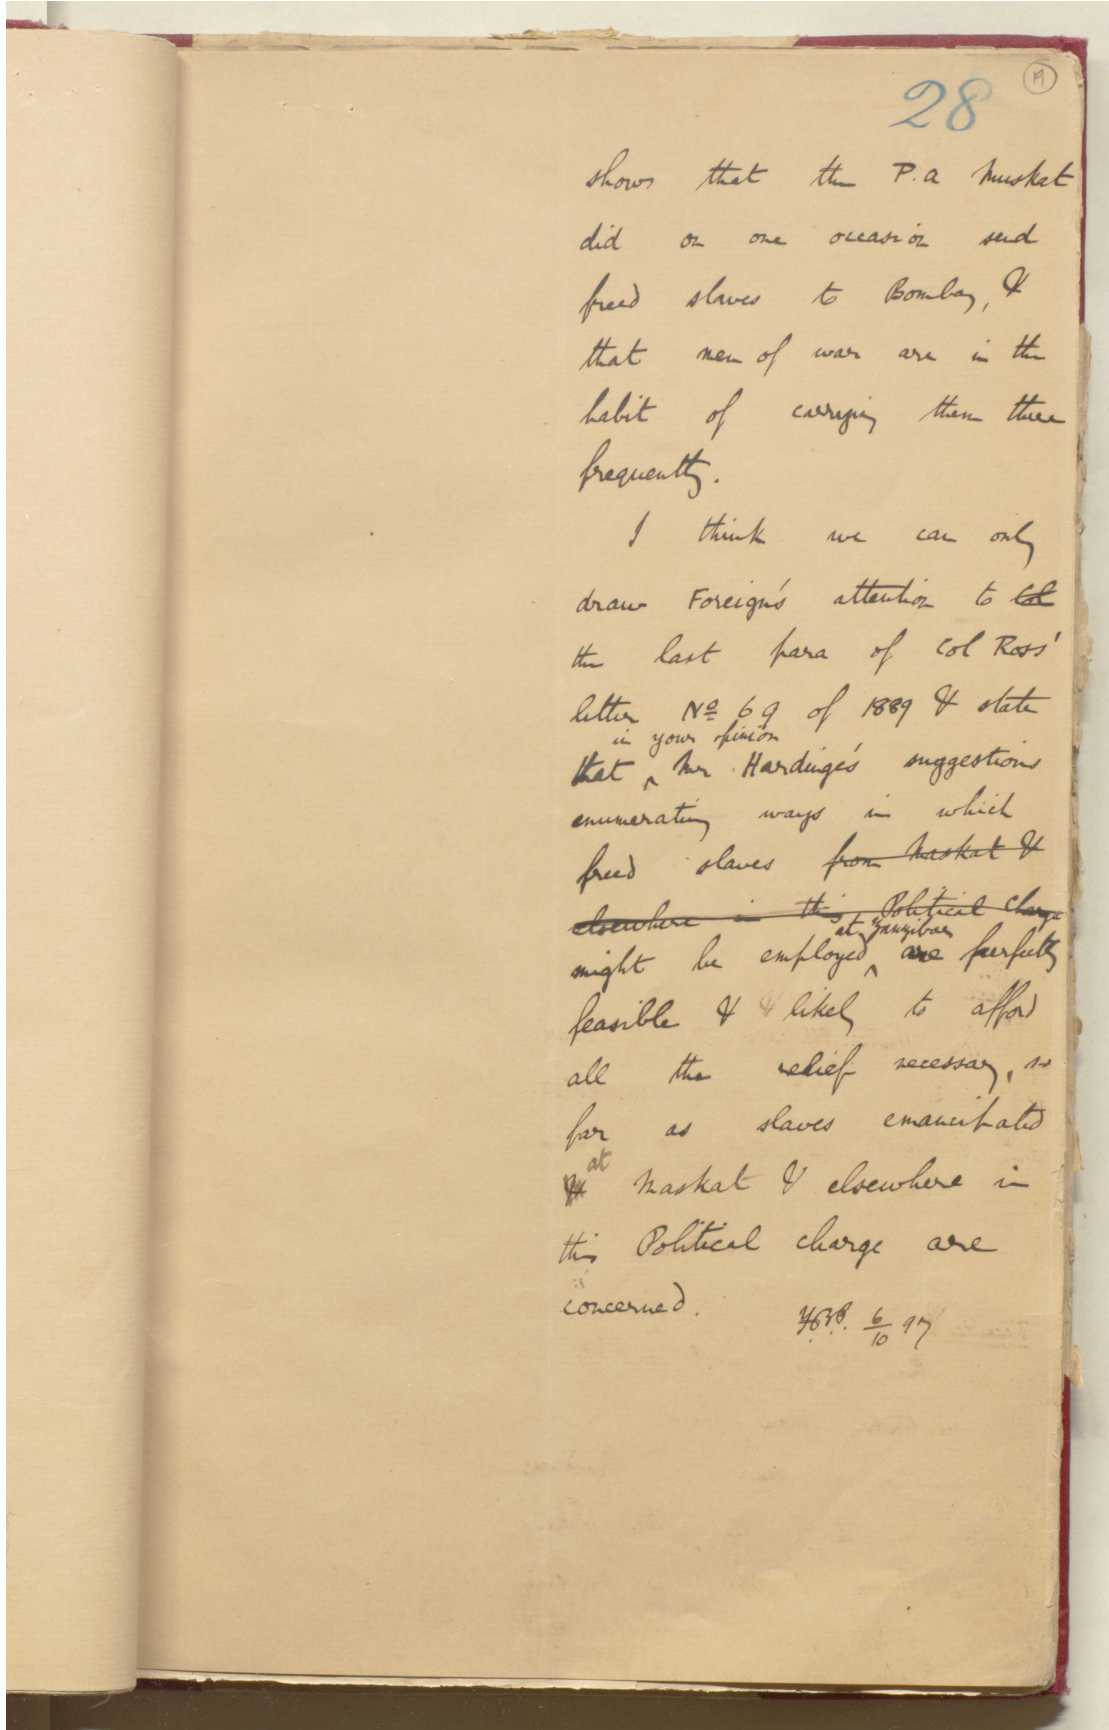 28
19
shows that the P.A Muskat
did on one occasion send
freed slaves to Bombay, &
that men of war are in the
habit of carrying them there
frequently.
I think we can only
draw Foreign's attention to Col
the last para of Col Ross'
letter No 69 of 1889 & state
in your opinion
that ^ Mr Hardinge's suggestions
enumerating ways in which
freed slaves from Maskat &
elsewhere in this Political charge
at Zanzibar
might be employed ^ are perfectly
feasible & likely to afford
all the relief necessary, so
far as slaves emancipated
at
Maskat & elsewhere in
this Political charge are
concerned.
6/10 97